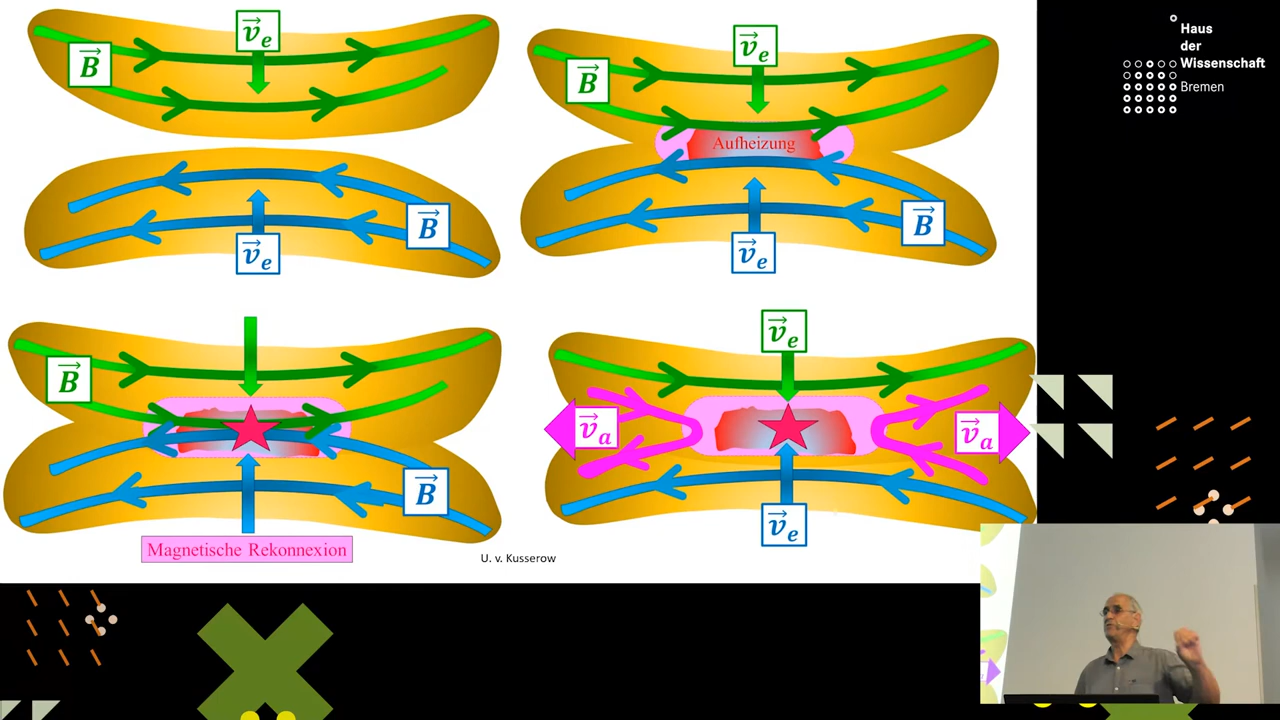 Haus
der
Wissenschaft
Bremen
B
v e
v e
B
B
v e
Aufheizung
v e
B
B
B
Magnetische Rekonnexion
v e
v a
v a
v e
U. v. Kusserow